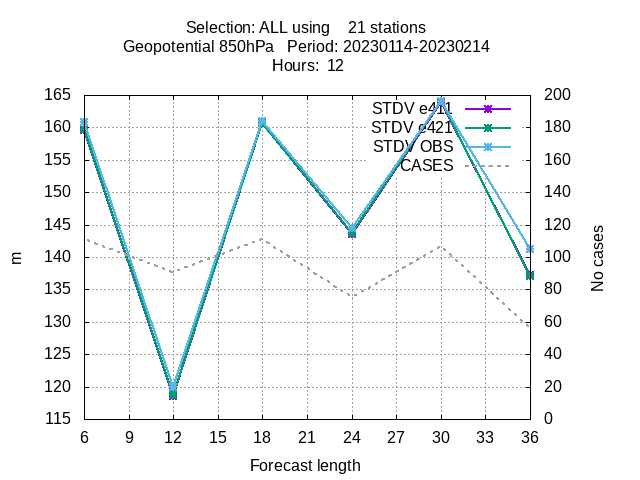 Selection: ALL using    21 stations
Geopotential 850hPa   Period: 20230114-20230214
Hours:  12
165 200
STDV e411
160 180
STDV e421
STDV OBS
155 160
CASES
150 140
145 120
140 100
m
No cases
135 80
130 60
125 40
120 20
115 0
6 9 12 15 18 21 24 27 30 33 36
Forecast length